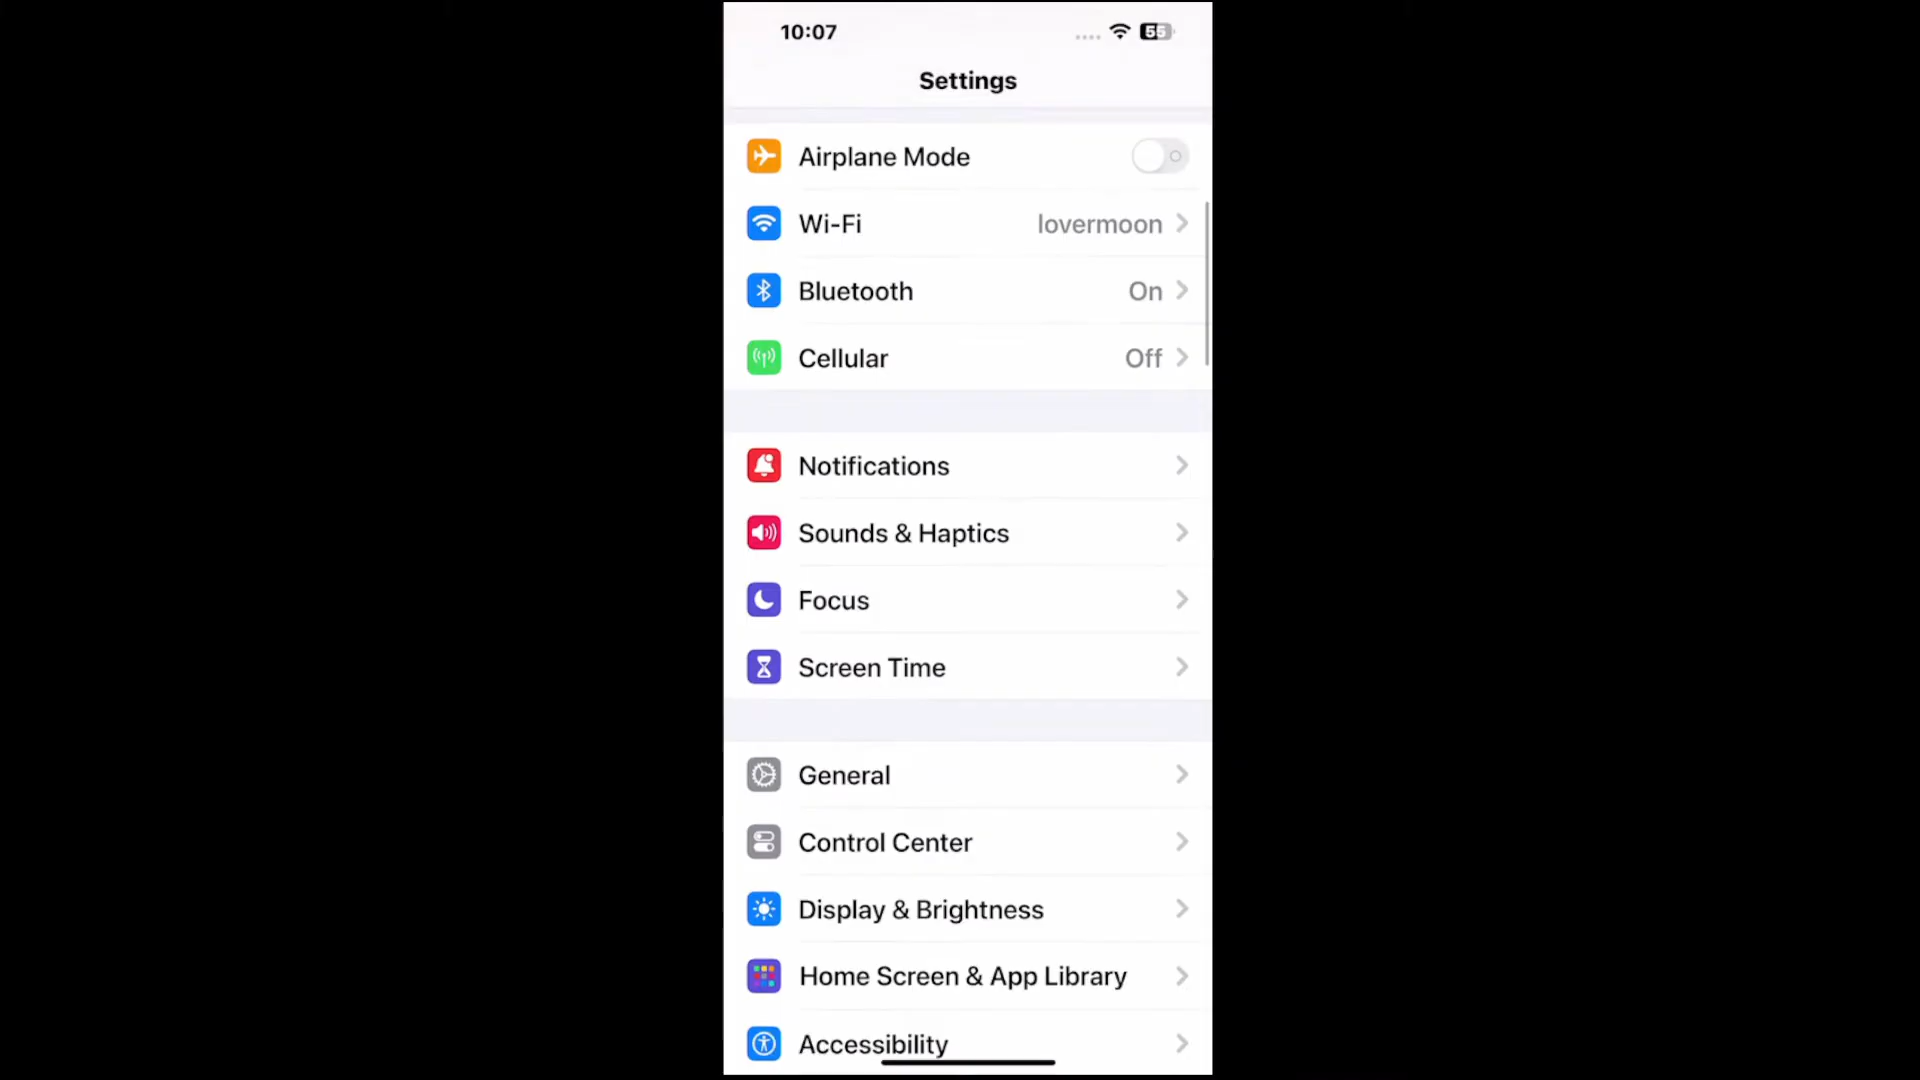 10:07
55
Settings
Airplane Mode
Wi-Fi lovermoon
Bluetooth On
Cellular Off
Notifications
Sounds & Haptics
Focus
Screen Time
General
Control Center
Display & Brightness
Home Screen & App Library
Accessibility